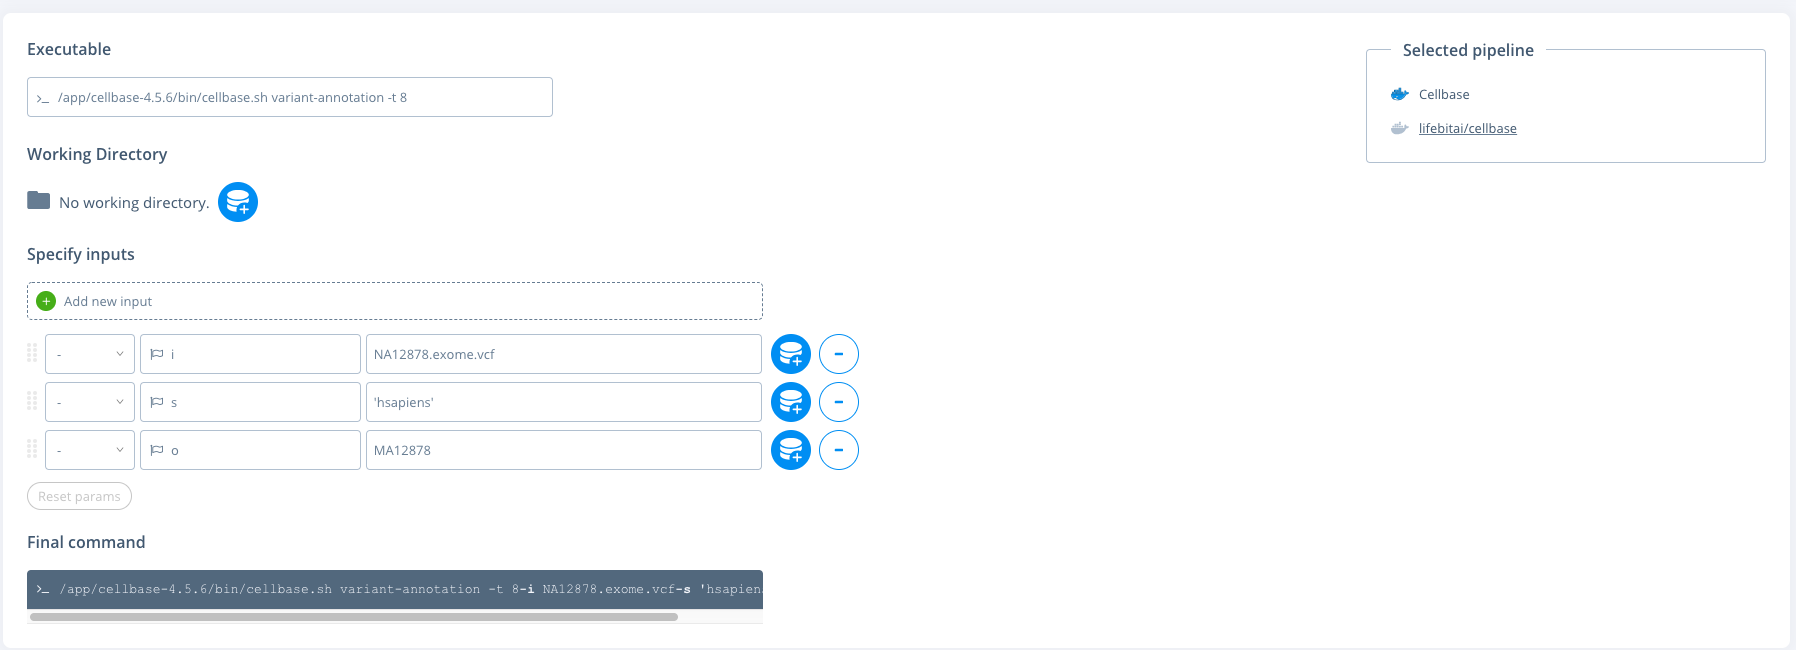 Executable
Selected pipeline
>_ /app/cellbase-4.5.6/bin/cellbase.sh variant-annotation -t 8
Cellbase
lifebitai/cellbase
Working Directory
No working directory.
Specify inputs
+ Add new input
- i NA12878.exome.vcf -
- s 'hsapiens' -
- o MA12878 -
Reset params
Final command
>_ /app/cellbase-4.5.6/bin/cellbase.sh variant-annotation -t 8-i NA12878.exome.vcf-s 'hsapien